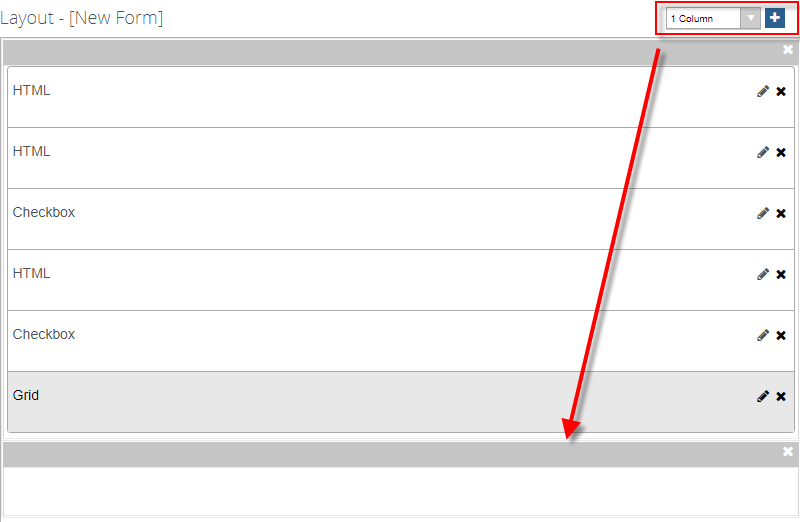 Layout - [New Form]
1 Column
HTML
HTML
Checkbox
HTML
Checkbox
Grid